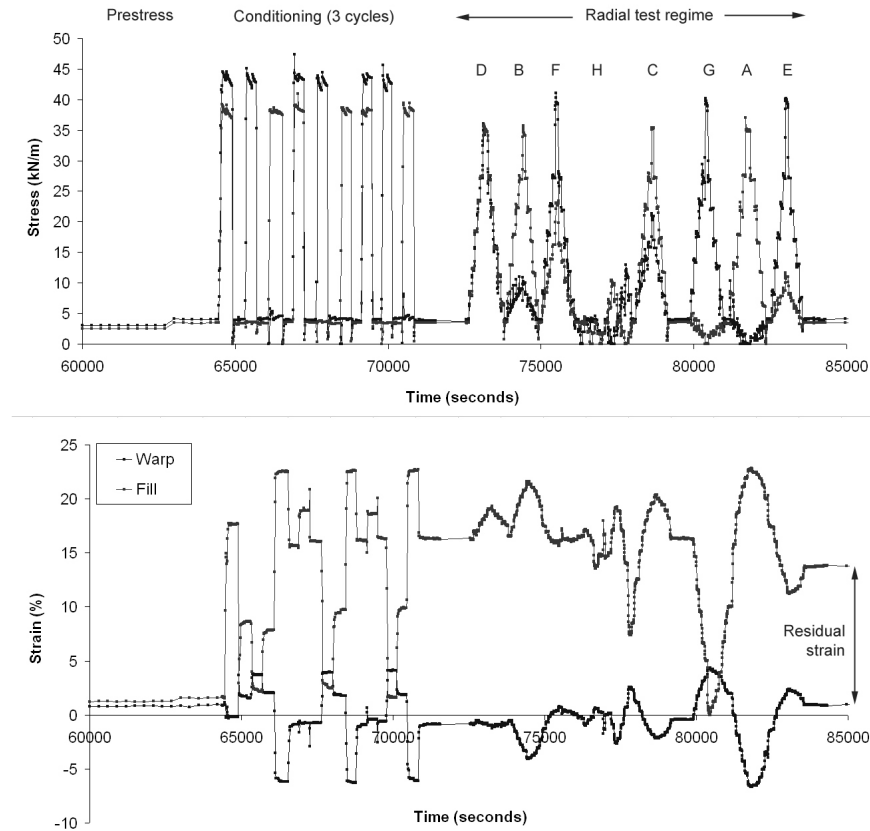 Prestress Conditioning (3 cycles) Radial test regime
50
45
40
35
30
25
20
15
10
5
0
D B F H C G A E
Stress (kN/m)
60000 65000 70000 75000 80000 85000
Time (seconds)
25
20
15
10
5
0
-5
-10
Warp
Fill
Strain (%)
Residual
strain
60000 65000 70000 75000 80000 85000
Time (seconds)